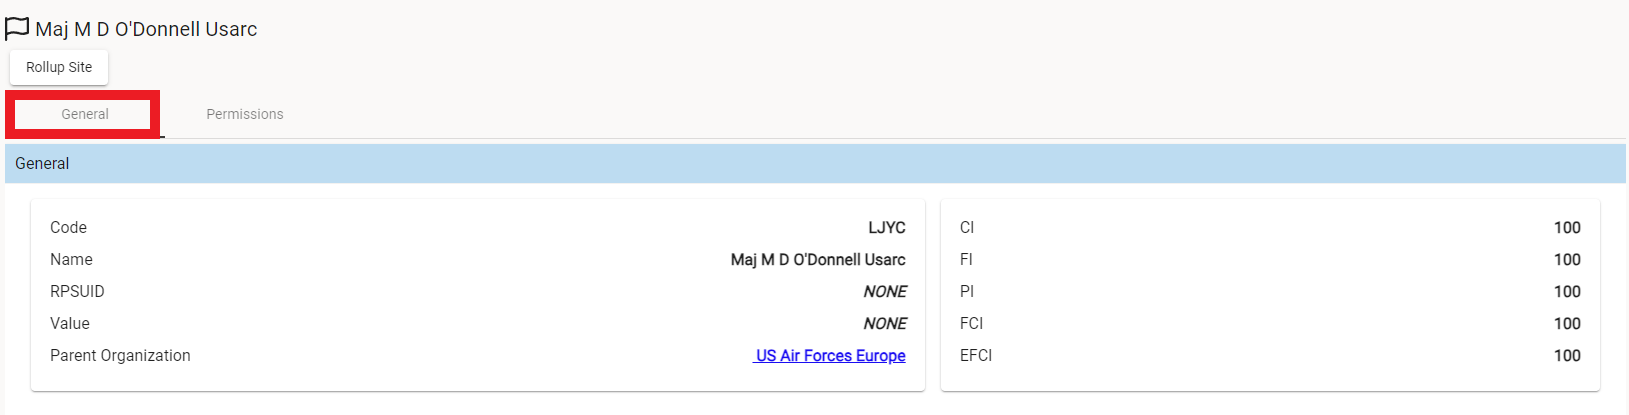 Maj M D O'Donnell Usarc
Rollup Site
General Permissions
General
Code LJYC
Name Maj M D O'Donnell Usarc
RPSUID NONE
Value NONE
Parent Organization US Air Forces Europe
CI 100
FI 100
PI 100
FCI 100
EFCI 100